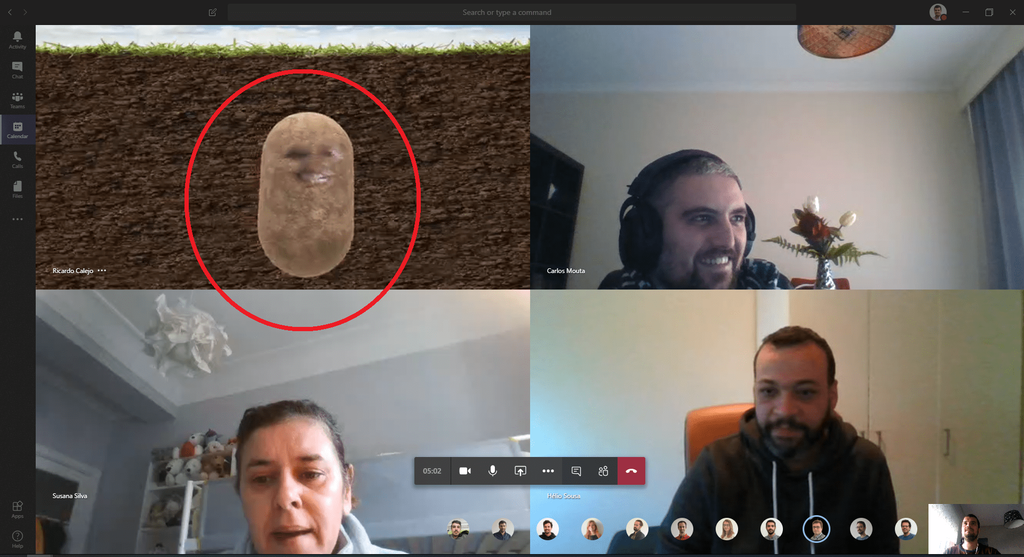 Search or type a command
Activity
Chat
Teams
Calendar
Calls
Files
Ricardo Calejo
Carlos Mouta
05:02
Susana Silva
Hélio Sousa
Apps
Help